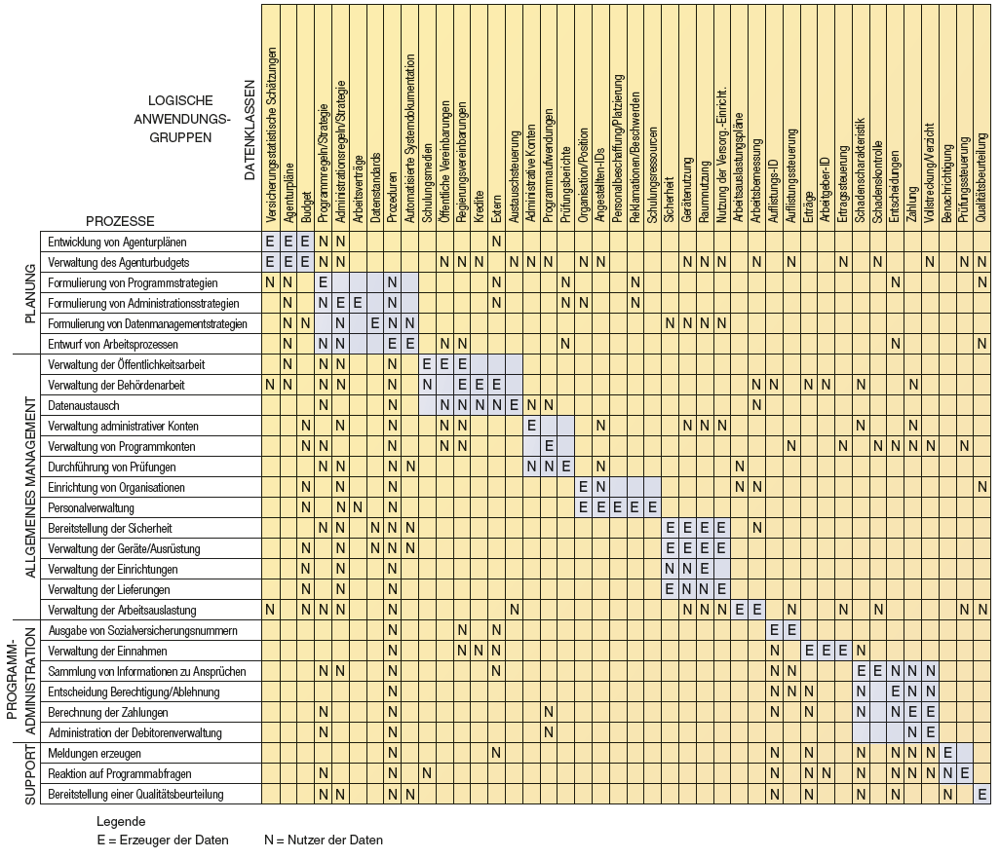 LOGISCHE
ANWENDUNGS-
GRUPPEN
DATENKLASSEN
Versicherungsstatistische Schätzungen
Agenturpläne
Budget
Programmregeln/Strategie
Administrationsregeln/Strategie
Arbeitsverträge
Datenstandards
Prozeduren
Automatisierte Systemdokumentation
Schulungsmedien
Öffentliche Vereinbarungen
Regierungsvereinbarungen
Kredite
Extern
Austauschsteuerung
Administrative Konten
Programmaufwendungen
Prüfungsberichte
Organisation/Position
Angestellten-IDs
Personalbeschaffung/Platzierung
Reklamationen/Beschwerden
Schulungsressourcen
Sicherheit
Gerätenutzung
Raumnutzung
Nutzung der Versorg.-Einricht.
Arbeitsauslastungspläne
Arbeitsbemessung
Auflistungs-ID
Auflistungssteuerung
Erträge
Arbeitgeber-ID
Ertragssteuerung
Schadenscharakteristik
Schadenskontrolle
Entscheidungen
Zahlung
Vollstreckung/Verzicht
Benachrichtigung
Prüfungssteuerung
Qualitätsbeurteilung
PROZESSE
PLANUNG
Entwicklung von Agenturplänen E E E N N N
Verwaltung des Agenturbudgets E E E N N N N N N N N N N N N N N N N N N N N
Formulierung von Programmstrategien N N E N N N N N N
Formulierung von Administrationsstrategien N N E E N N N N N
Formulierung von Datenmanagementstrategien N N N E N N N N N N
Entwurf von Arbeitsprozessen N N N E E N N N N N
ALLGEMEINES MANAGEMENT
Verwaltung der Öffentlichkeitsarbeit N N N N E E E
Verwaltung der Behördenarbeit N N N N N N E E E N N N N N N
Datenaustausch N N N N N N E N N N
Verwaltung administrativer Konten N N N N N E N N N N N N
Verwaltung von Programmkonten N N N N N E N N N N N N N
Durchführung von Prüfungen N N N N N N E N N
Einrichtung von Organisationen N N N E N N N N
Personalverwaltung N N N N E E E E E
Bereitstellung der Sicherheit N N N N N E E E E N
Verwaltung der Geräte/Ausrüstung N N N N N E E E E
Verwaltung der Einrichtungen N N N N N E
Verwaltung der Lieferungen N N N E N N E
Verwaltung der Arbeitsauslastung N N N N N N N N N E E N N N N N
PROGRAMM-
ADMINISTRATION
Ausgabe von Sozialversicherungsnummern N N N E E
Verwaltung der Einnahmen N N N N N E E E N
Sammlung von Informationen zu Ansprüchen N N N N N N E E N N N
Entscheidung Berechtigung/Ablehnung N N N N N E N N
Berechnung der Zahlungen N N N N N N N E E
Administration der Debitorenverwaltung N N N N E
SUPPORT
Meldungen erzeugen N N N N N N N N E
Reaktion auf Programmabfragen N N N N N N N N N N N E
Bereitstellung einer Qualitätsbeurteilung N N N N N N N N N E
Legende
E = Erzeuger der Daten N = Nutzer der Daten